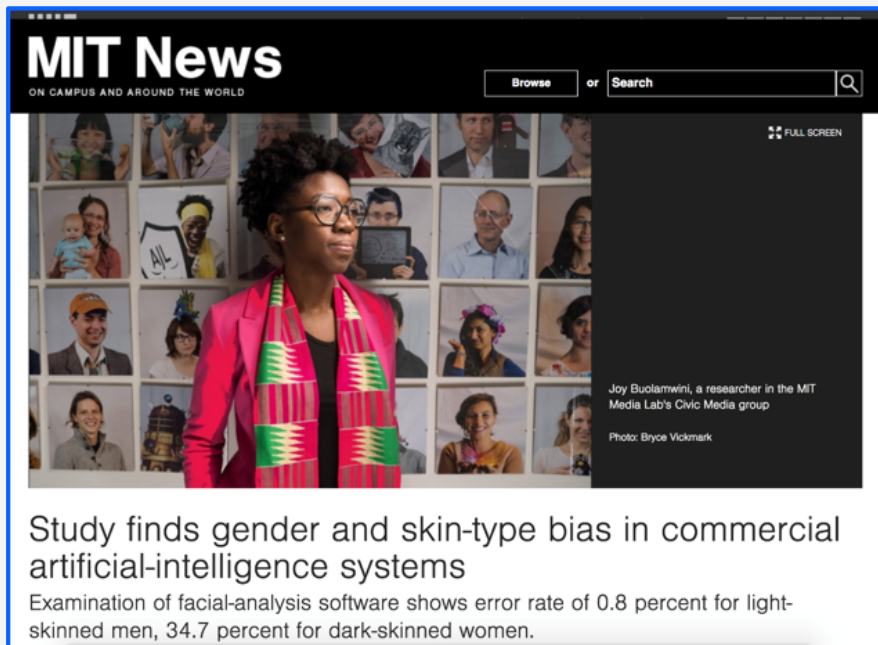 MIT News
ON CAMPUS AND AROUND THE WORLD
Browse or Search
FULL SCREEN
AJL
Joy Buolamwini, a researcher in the MIT
Media Lab's Civic Media group
Photo: Bryce Vickmark
Study finds gender and skin-type bias in commercial
artificial-intelligence systems
Examination of facial-analysis software shows error rate of 0.8 percent for light-
skinned men, 34.7 percent for dark-skinned women.